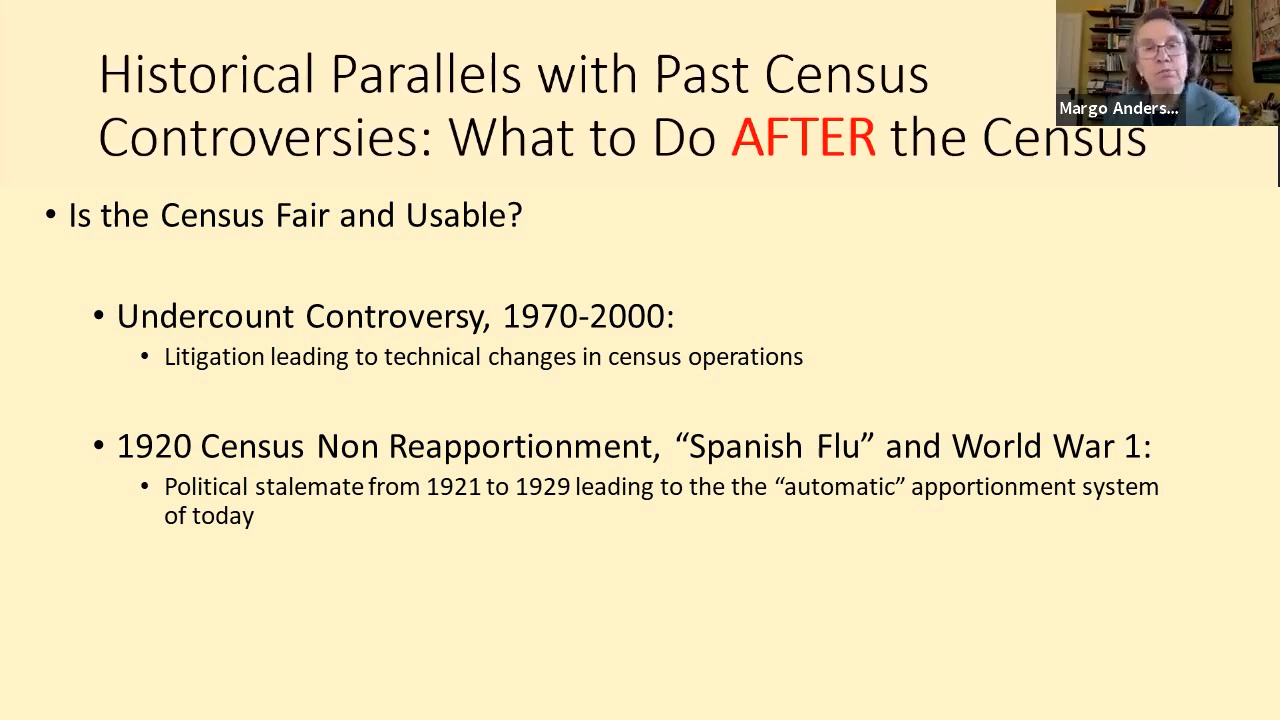 Historical Parallels with Past Census
Controversies: What to Do AFTER the Census
Margo Anders...
• Is the Census Fair and Usable?
• Undercount Controversy, 1970-2000:
• Litigation leading to technical changes in census operations
• 1920 Census Non Reapportionment, “Spanish Flu” and World War 1:
• Political stalemate from 1921 to 1929 leading to the the “automatic” apportionment system
of today